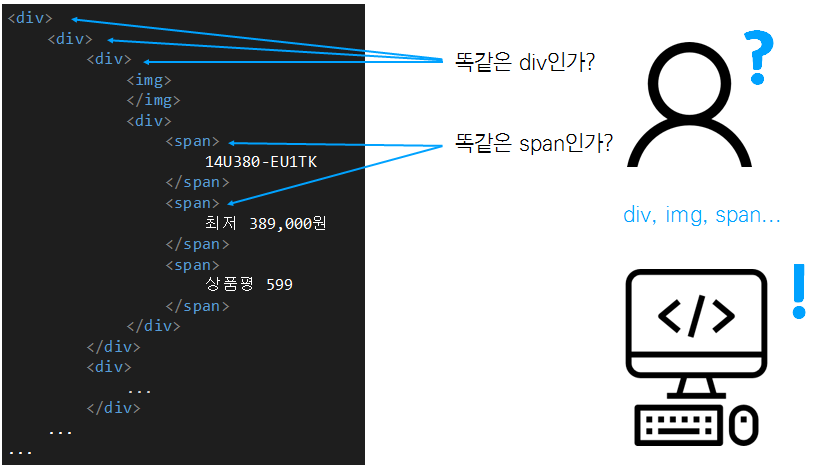 <div>
<div>
<div>
<img>
</img>
<div>
<span>
14U380-EU1TK
</span>
<span>
최저 389,000원
</span>
<span>
상품평 599
</span>
</div>
</div>
<div>
...
</div>
...
...
똑같은 div인가?
똑같은 span인가?
?
div, img, span...
!
</>